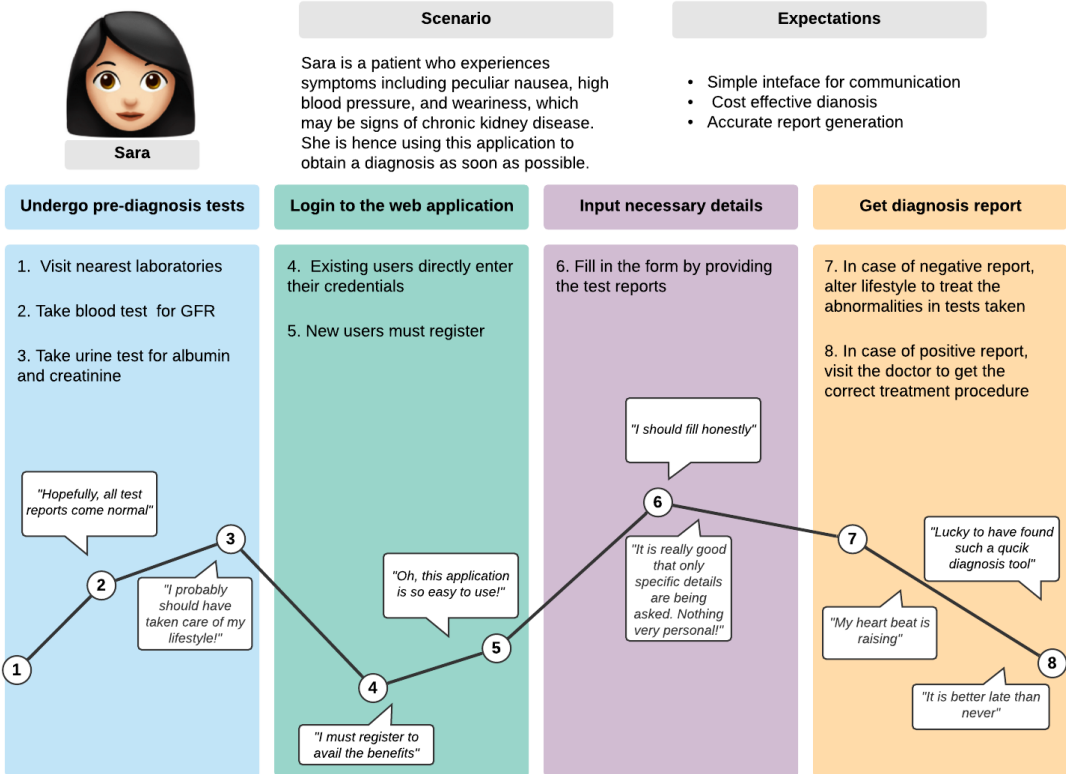 Sara
Scenario
Sara is a patient who experiences
symptoms including peculiar nausea, high
blood pressure, and weariness, which
may be signs of chronic kidney disease.
She is hence using this application to
obtain a diagnosis as soon as possible.
Expectations
• Simple inteface for communication
• Cost effective dianosis
• Accurate report generation
Undergo pre-diagnosis tests
1. Visit nearest laboratories
2. Take blood test for GFR
3. Take urine test for albumin
and creatinine
"Hopefully, all test
reports come normal"
"I probably
should have
taken care of my
lifestyle!"
1
2
3
Login to the web application
4. Existing users directly enter
their credentials
5. New users must register
"Oh, this application
is so easy to use!"
4
5
"I must register to
avail the benefits"
Input necessary details
6. Fill in the form by providing
the test reports
"I should fill honestly"
6
"It is really good
that only
specific details
are being
asked. Nothing
very personal!"
Get diagnosis report
7. In case of negative report,
alter lifestyle to treat the
abnormalities in tests taken
8. In case of positive report,
visit the doctor to get the
correct treatment procedure
"Lucky to have found
such a qucik
diagnosis tool"
7
"My heart beat is
raising"
8
"It is better late than
never"